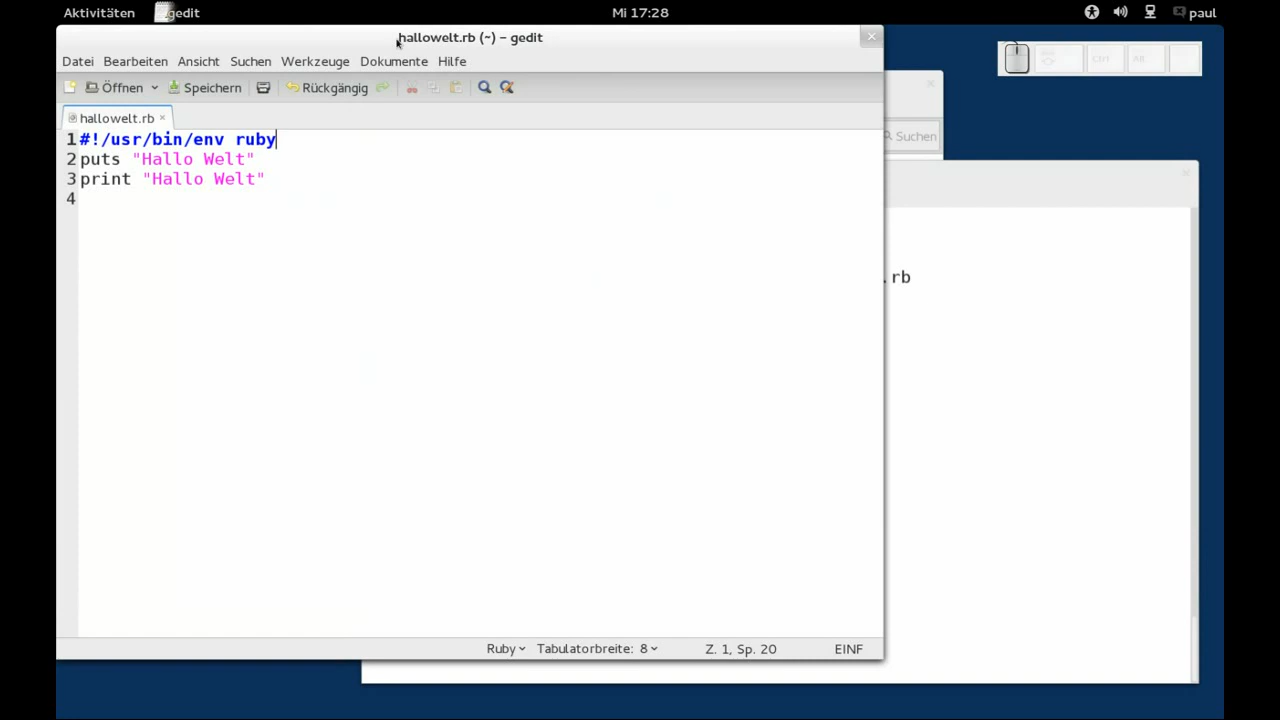 Aktivitäten gedit Mi 17:28 paul
hallowelt.rb (~) – gedit
Datei Bearbeiten Ansicht Suchen Werkzeuge Dokumente Hilfe
Öffnen Speichern Rückgängig
hallowelt.rb
1 #!/usr/bin/env ruby
2 puts "Hallo Welt"
3 print "Hallo Welt"
4
Ruby Tabulatorbreite: 8 Z. 1, Sp. 20 EINF
Suchen
.rb